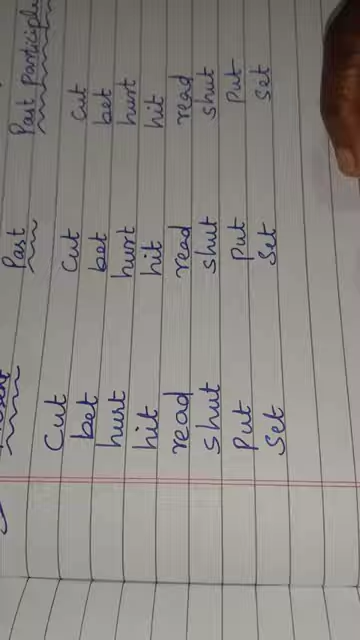 Past Past Participle
Cut cut cut
bet bet bet
hurt hurt hurt
hit hit hit
read read read
shut shut shut
Put Put Put
Set Set Set